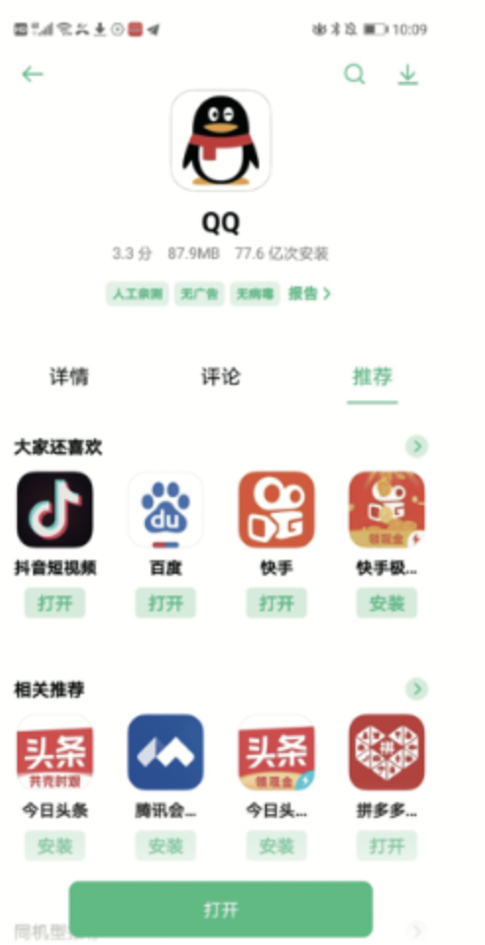 10:09
QQ
3.3 分 87.9MB 77.6 亿次安装
人工亲测 无广告 无病毒 报告
详情 评论 推荐
大家还喜欢
du 领现金
抖音短视频 百度 快手 快手极...
打开 打开 打开 安装
相关推荐
头条 头条 拼
共克时艰 领现金
今日头条 腾讯会... 今日头... 拼多多...
安装 安装 安装 打开
打开
同机型